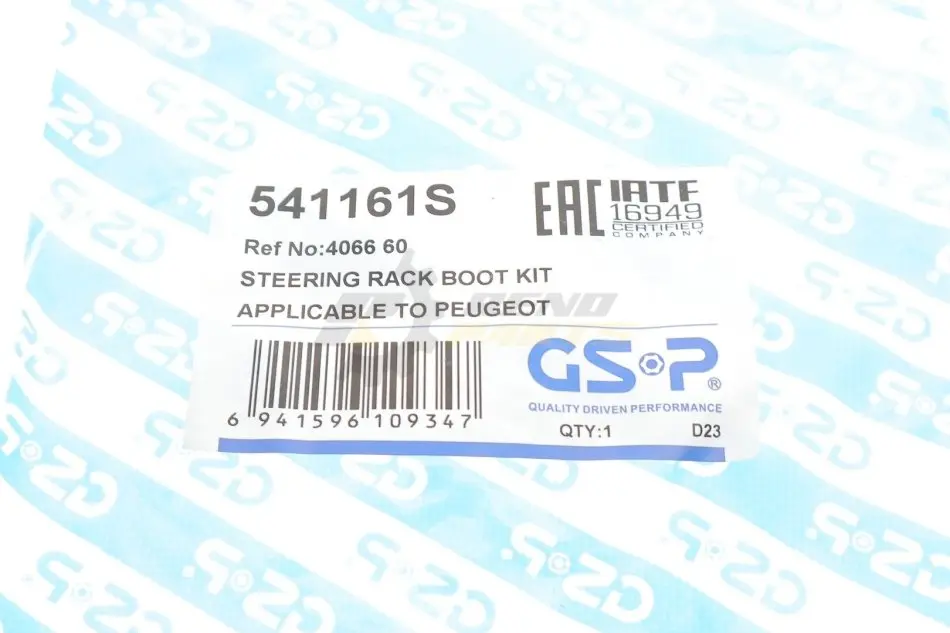 541161S
EAC
IATF
16949
CERTIFIED
COMPANY
Ref No:4066 60
STEERING RACK BOOT KIT
APPLICABLE TO PEUGEOT
GSP®
QUALITY DRIVEN PERFORMANCE
6 941596 109347
QTY:1 D23